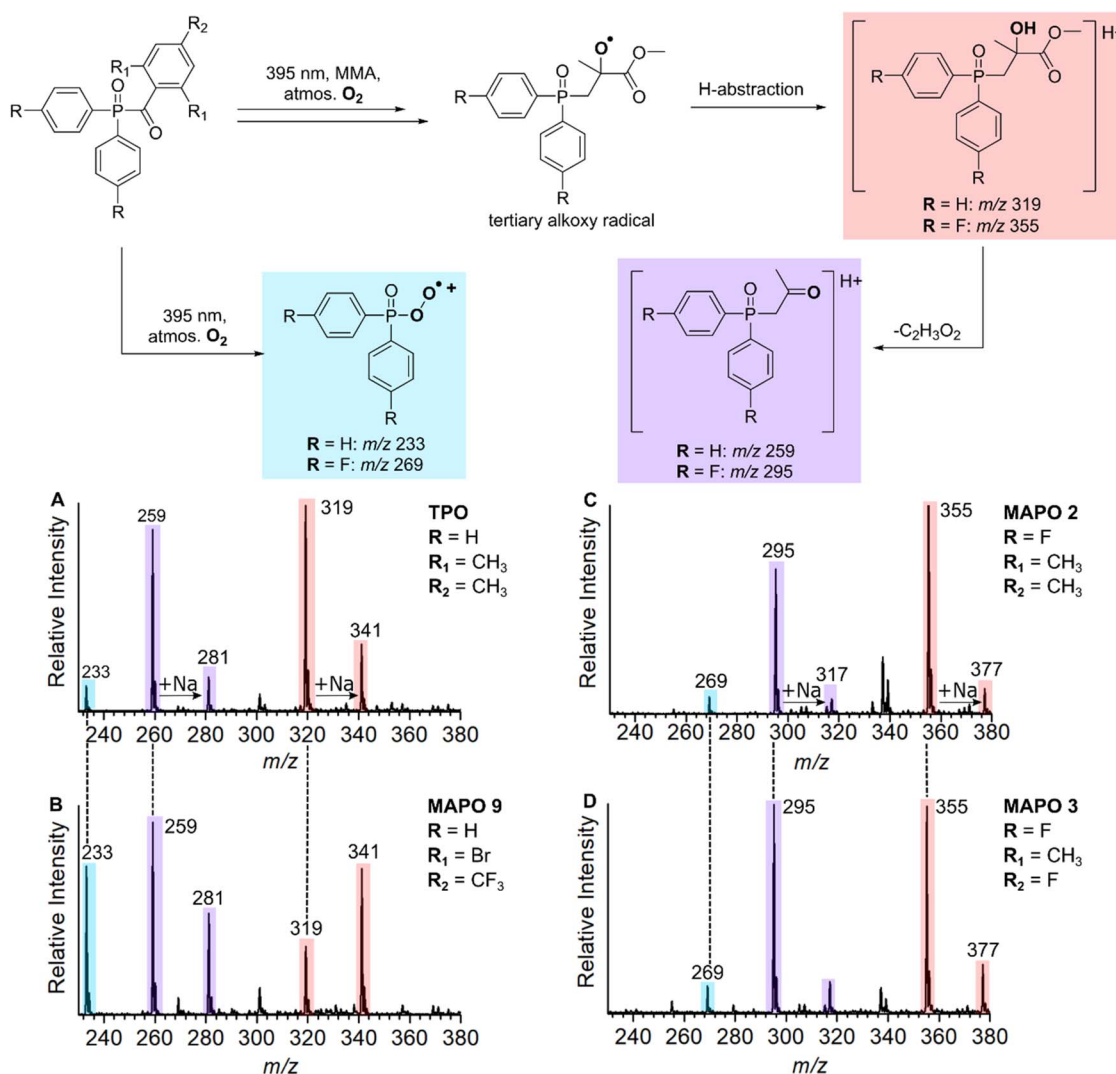 R₂
R₁
R₁
O
P
O
R
R
395 nm, MMA,
atmos. O₂
O•
O
O
P
O
R
R
tertiary alkoxy radical
H-abstraction
OH
O
O
P
O
R
R
H+
R = H: m/z 319
R = F: m/z 355
395 nm,
atmos. O₂
O
O• +
P
O
R
R
R = H: m/z 233
R = F: m/z 269
O
P
O
R
R
H+
R = H: m/z 259
R = F: m/z 295
-C₂H₃O₂
A
TPO
R = H
R₁ = CH₃
R₂ = CH₃
Relative Intensity
233
259
+Na
281
319
+Na
341
240 260 280 300 320 340 360 380
m/z
C
MAPO 2
R = F
R₁ = CH₃
R₂ = CH₃
Relative Intensity
269
295
+Na
317
355
+Na
377
240 260 280 300 320 340 360 380
m/z
B
MAPO 9
R = H
R₁ = Br
R₂ = CF₃
Relative Intensity
233
259
281
319
341
240 260 280 300 320 340 360 380
m/z
D
MAPO 3
R = F
R₁ = CH₃
R₂ = F
Relative Intensity
269
295
355
377
240 260 280 300 320 340 360 380
m/z